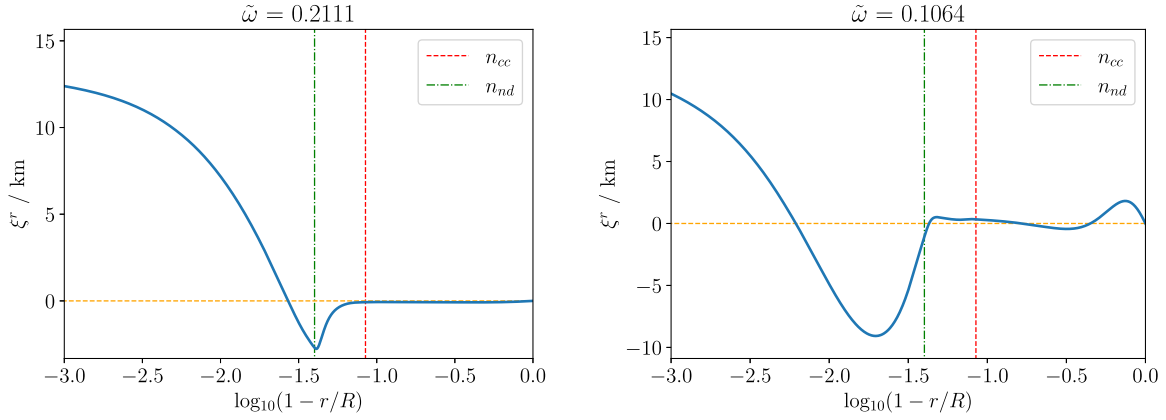 ω̃ = 0.2111
15
10
5
0
ξ^r / km
n_cc
n_nd
−3.0 −2.5 −2.0 −1.5 −1.0 −0.5 0.0
log₁₀(1 − r/R)
ω̃ = 0.1064
15
10
5
0
−5
−10
ξ^r / km
n_cc
n_nd
−3.0 −2.5 −2.0 −1.5 −1.0 −0.5 0.0
log₁₀(1 − r/R)